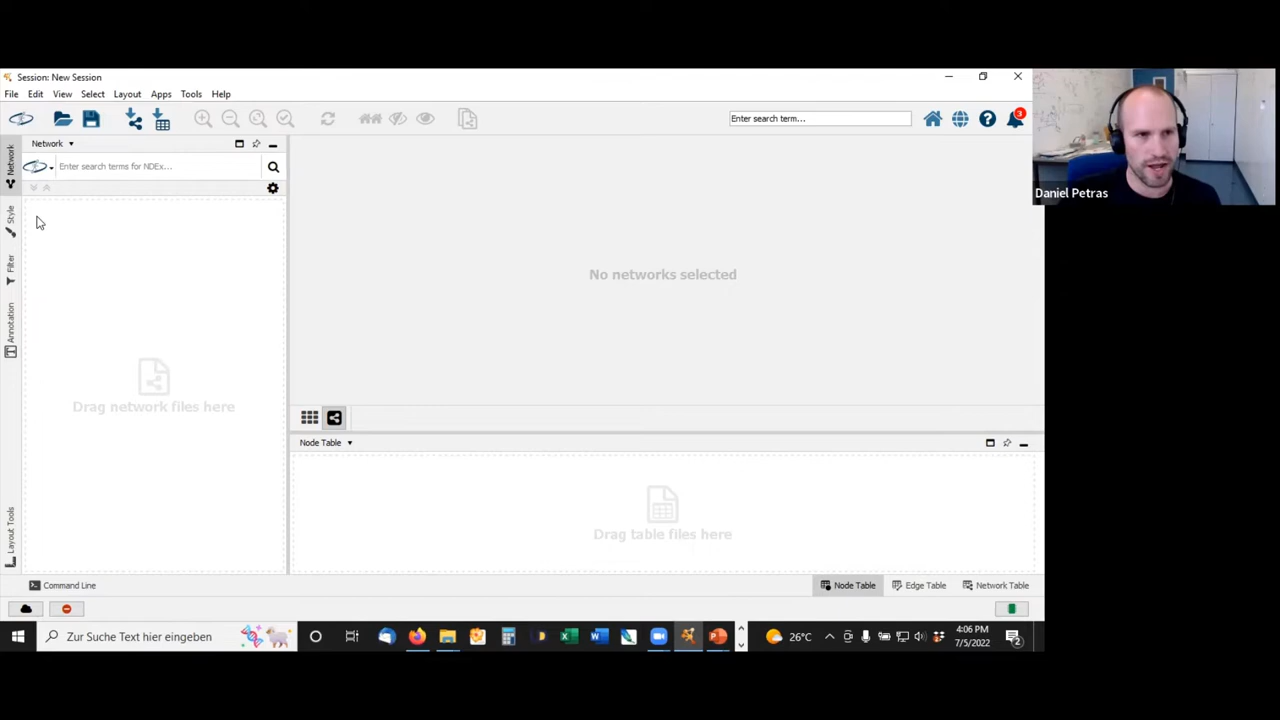 Session: New Session
File Edit View Select Layout Apps Tools Help
Enter search term...
3
Network
Enter search terms for NDEx...
Network
Style
Filter
Annotation
Layout Tools
Drag network files here
No networks selected
Node Table
Drag table files here
Command Line
Node Table Edge Table Network Table
Zur Suche Text hier eingeben
26°C
4:06 PM
7/5/2022
2
Daniel Petras